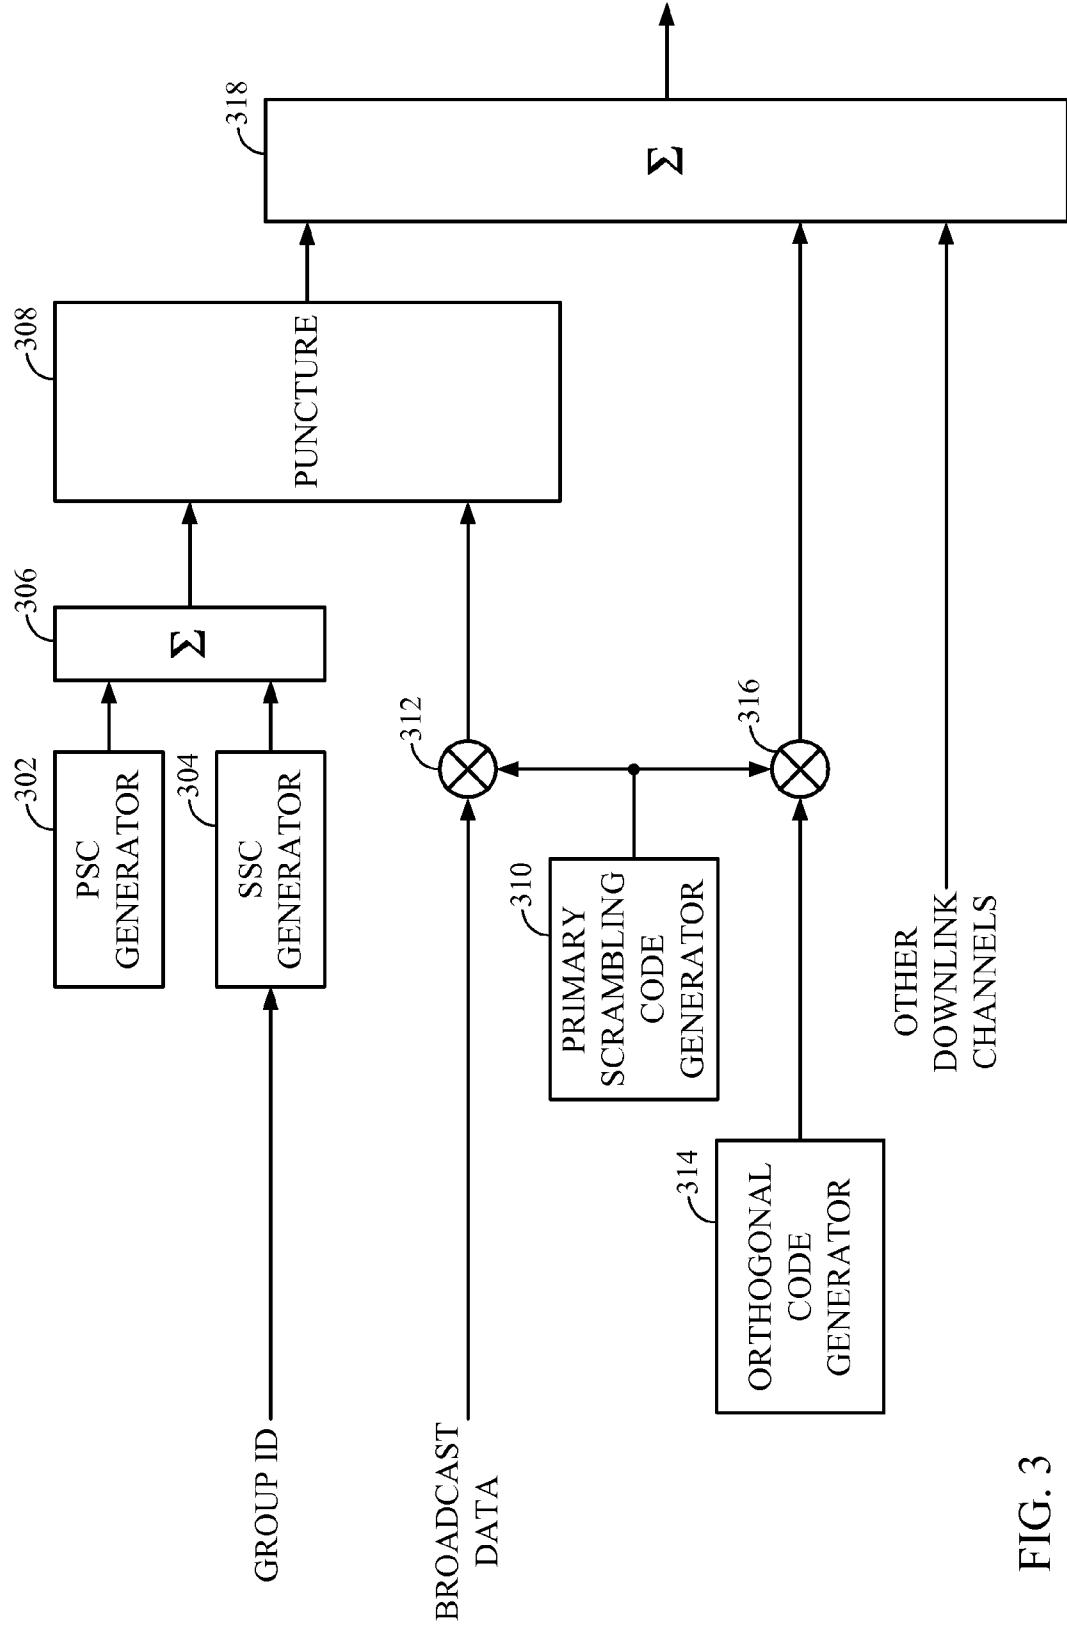 302
PSC
GENERATOR
304
SSC
GENERATOR
306
Σ
308
PUNCTURE
318
Σ
GROUP ID
BROADCAST
DATA
312
310
PRIMARY
SCRAMBLING
CODE
GENERATOR
316
314
ORTHOGONAL
CODE
GENERATOR
OTHER
DOWNLINK
CHANNELS
FIG. 3